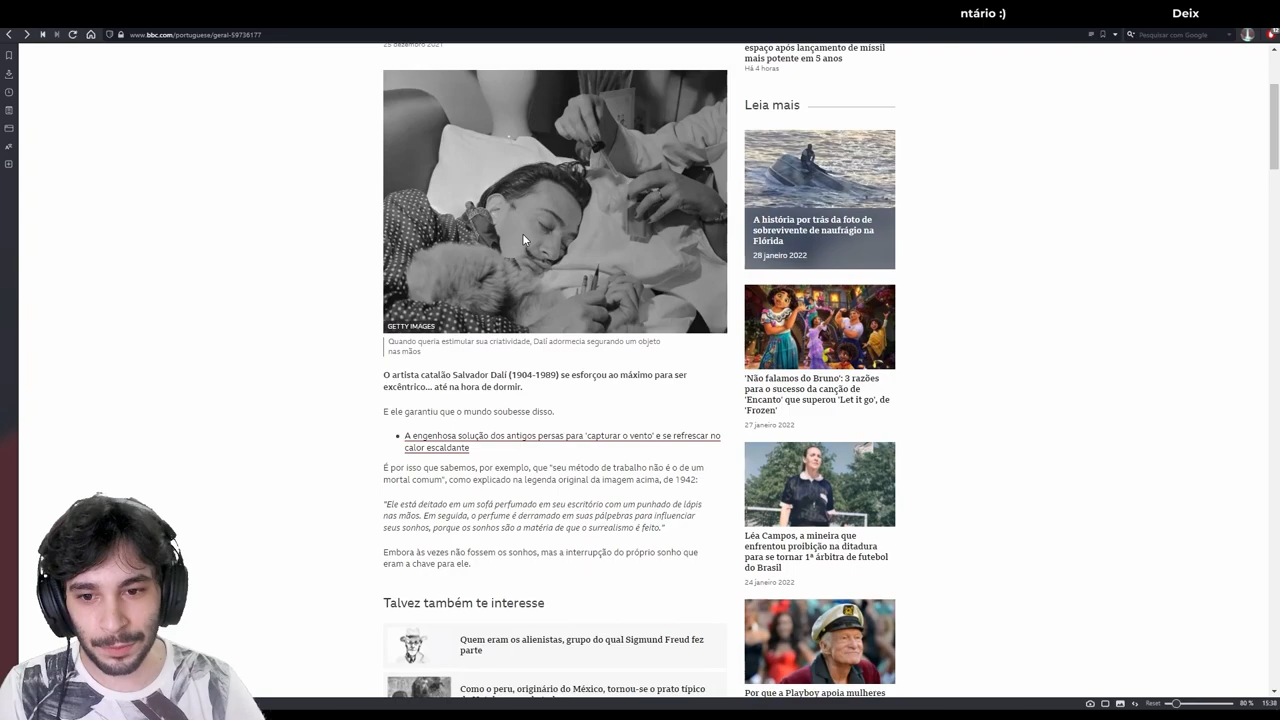 ntário :)
Deix
www.bbc.com/portuguese/geral-59736177
Pesquisar com Google
12
25 dezembro 2021
GETTY IMAGES
Quando queria estimular sua criatividade, Dalí adormecia segurando um objeto
nas mãos
O artista catalão Salvador Dalí (1904-1989) se esforçou ao máximo para ser
excêntrico... até na hora de dormir.
E ele garantiu que o mundo soubesse disso.
• A engenhosa solução dos antigos persas para 'capturar o vento' e se refrescar no
calor escaldante
É por isso que sabemos, por exemplo, que "seu método de trabalho não é o de um
mortal comum", como explicado na legenda original da imagem acima, de 1942:
"Ele está deitado em um sofá perfumado em seu escritório com um punhado de lápis
nas mãos. Em seguida, o perfume é derramado em suas pálpebras para influenciar
seus sonhos, porque os sonhos são a matéria de que o surrealismo é feito."
Embora às vezes não fossem os sonhos, mas a interrupção do próprio sonho que
eram a chave para ele.
Talvez também te interesse
Quem eram os alienistas, grupo do qual Sigmund Freud fez
parte
Como o peru, originário do México, tornou-se o prato típico
espaço após lançamento de míssil
mais potente em 5 anos
Há 4 horas
Leia mais
A história por trás da foto de
sobrevivente de naufrágio na
Flórida
28 janeiro 2022
'Não falamos do Bruno': 3 razões
para o sucesso da canção de
'Encanto' que superou 'Let it go', de
'Frozen'
27 janeiro 2022
Léa Campos, a mineira que
enfrentou proibição na ditadura
para se tornar 1ª árbitra de futebol
do Brasil
24 janeiro 2022
Por que a Playboy apoia mulheres
Reset
80 %
15:38